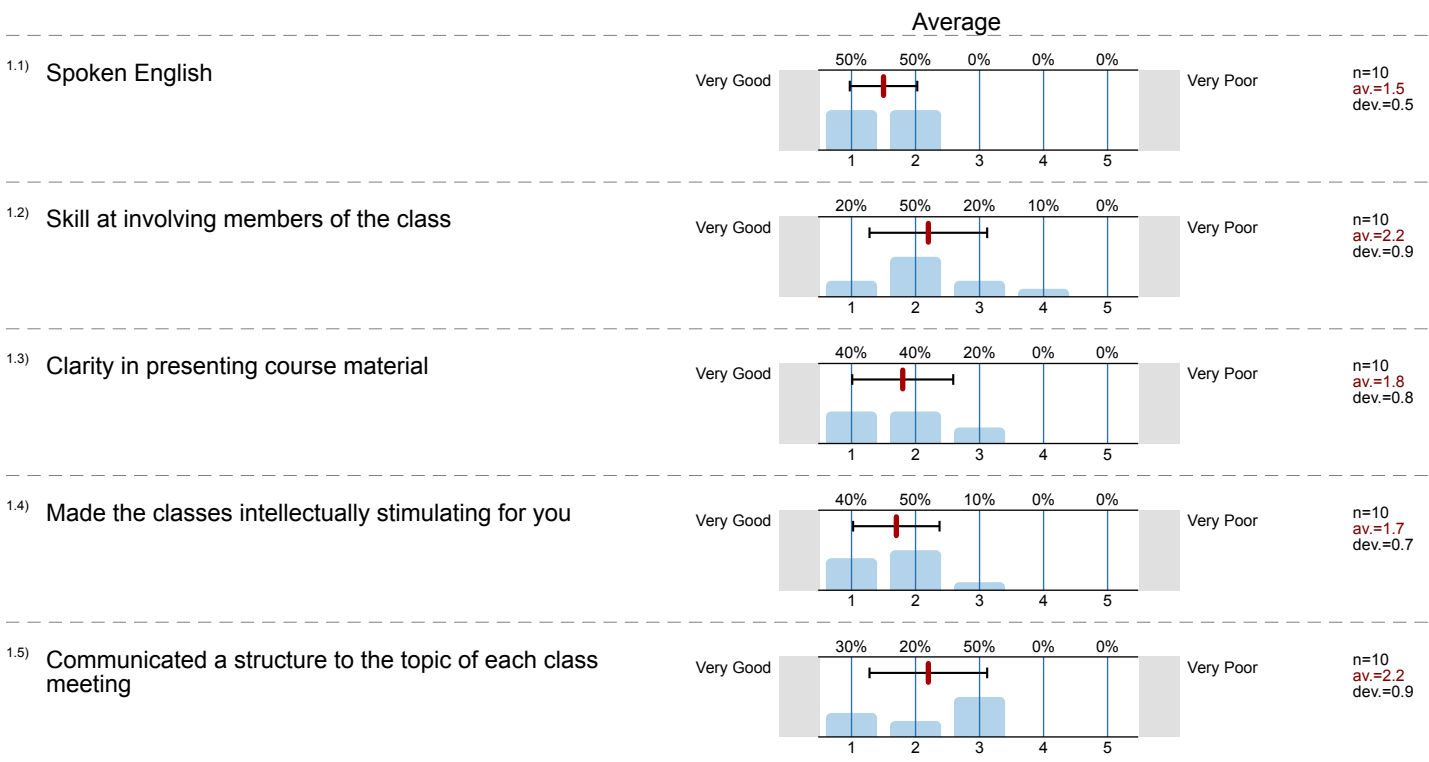 Average
1.1) Spoken English
50% 50% 0% 0% 0%
Very Good Very Poor
n=10
av.=1.5
dev.=0.5
1 2 3 4 5
1.2) Skill at involving members of the class
20% 50% 20% 10% 0%
Very Good Very Poor
n=10
av.=2.2
dev.=0.9
1 2 3 4 5
1.3) Clarity in presenting course material
40% 40% 20% 0% 0%
Very Good Very Poor
n=10
av.=1.8
dev.=0.8
1 2 3 4 5
1.4) Made the classes intellectually stimulating for you
40% 50% 10% 0% 0%
Very Good Very Poor
n=10
av.=1.7
dev.=0.7
1 2 3 4 5
1.5) Communicated a structure to the topic of each class
meeting
30% 20% 50% 0% 0%
Very Good Very Poor
n=10
av.=2.2
dev.=0.9
1 2 3 4 5